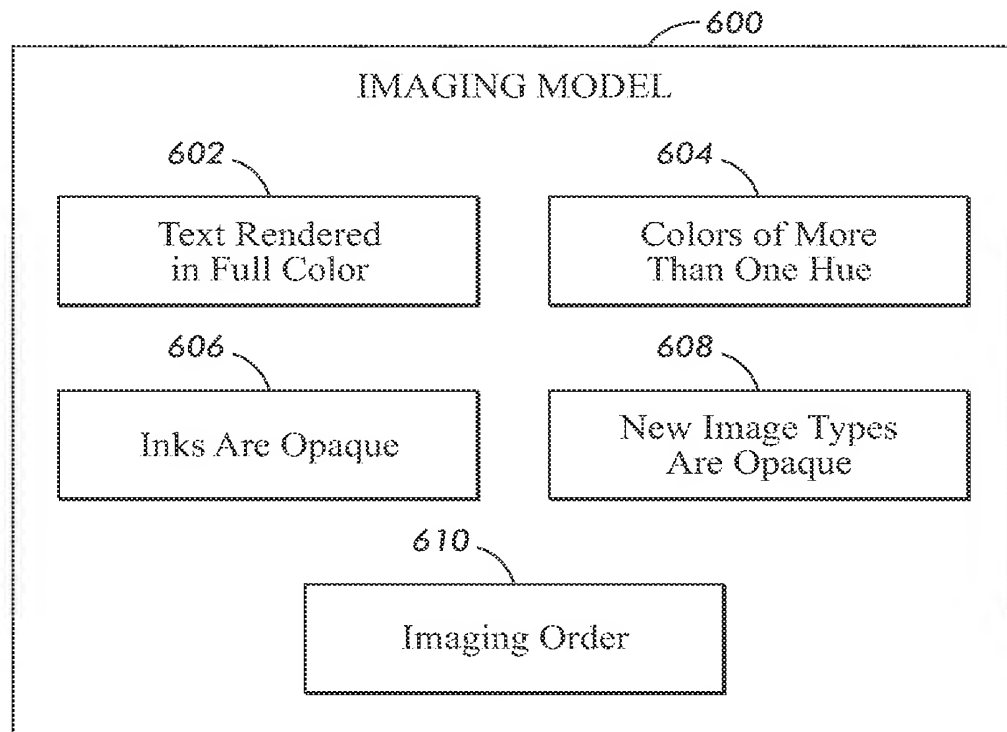 600
IMAGING MODEL
602
Text Rendered
in Full Color
604
Colors of More
Than One Hue
606
Inks Are Opaque
608
New Image Types
Are Opaque
610
Imaging Order